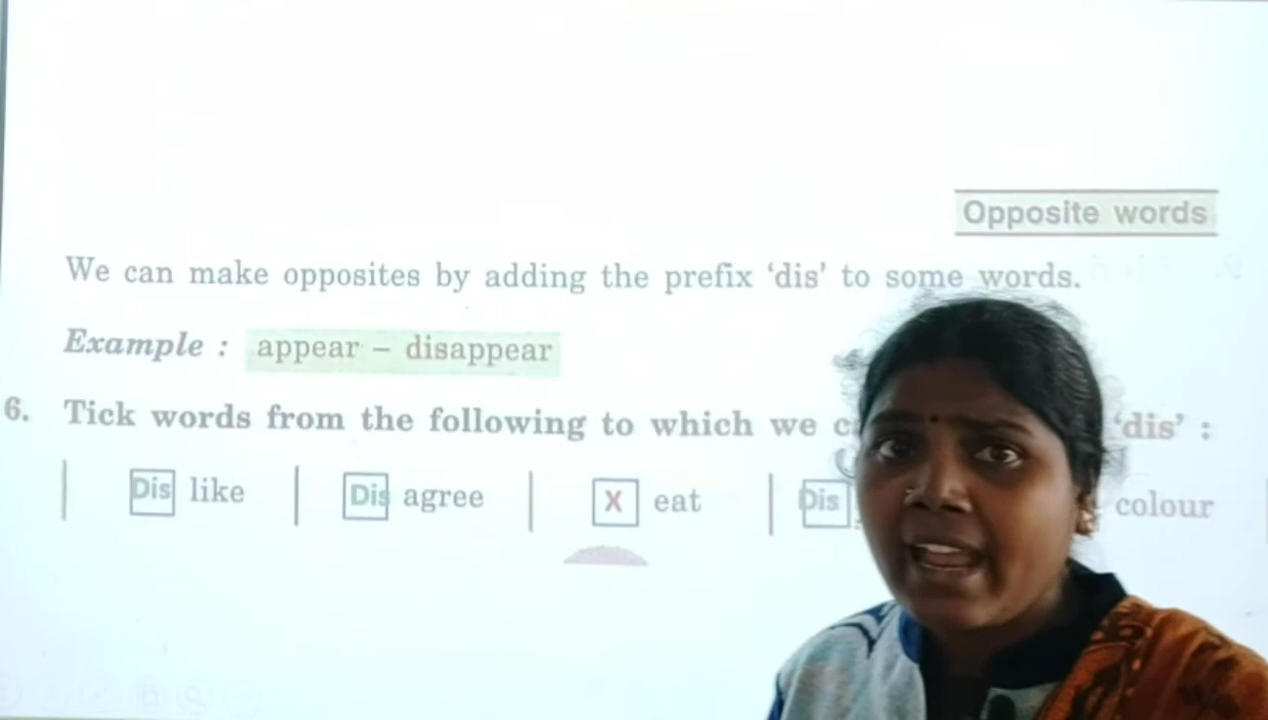 Opposite words
We can make opposites by adding the prefix ‘dis’ to some words.
Example : appear – disappear
6. Tick words from the following to which we ‘dis’ :
Dis like Dis agree X eat Dis colour